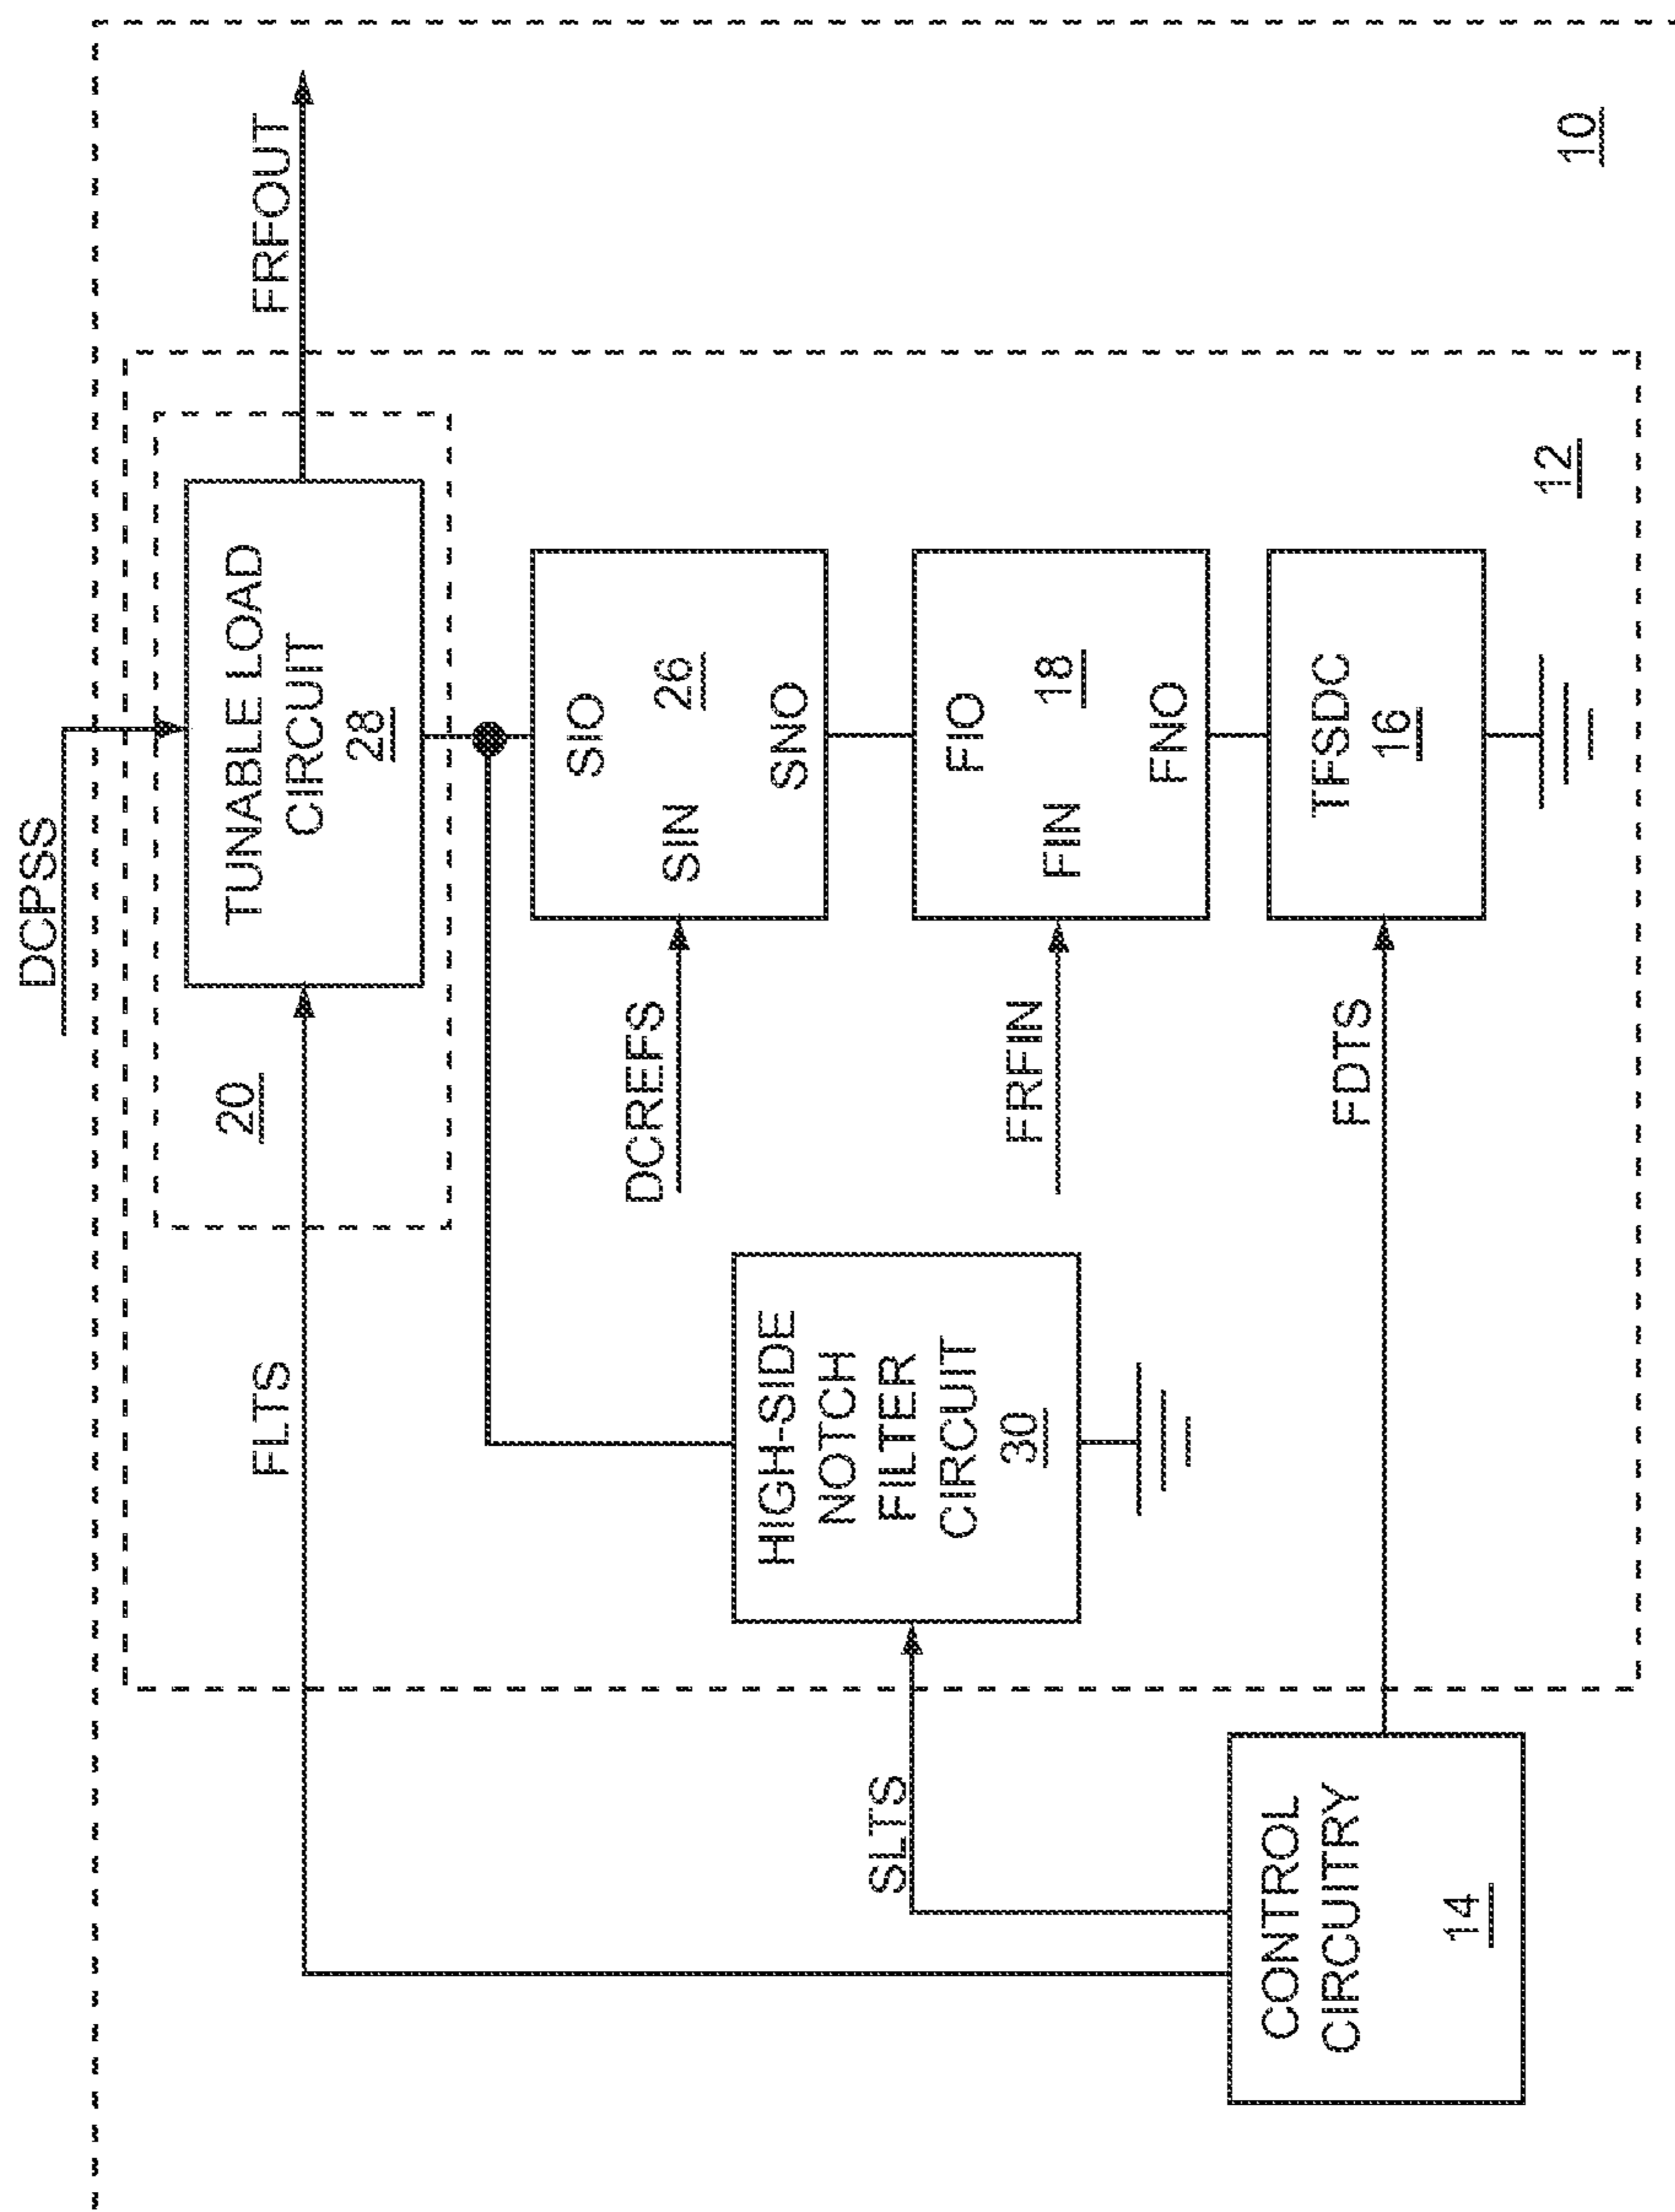 DCPSS
FLTS
20
TUNABLE LOAD
CIRCUIT
28
FRFOUT
SIO
SIN
26
SNO
DCREFS
HIGH-SIDE
NOTCH
FILTER
CIRCUIT
30
SLTS
FIO
FIN
18
FNO
FRFIN
TFSDC
16
FDTS
CONTROL
CIRCUITRY
14
12
10